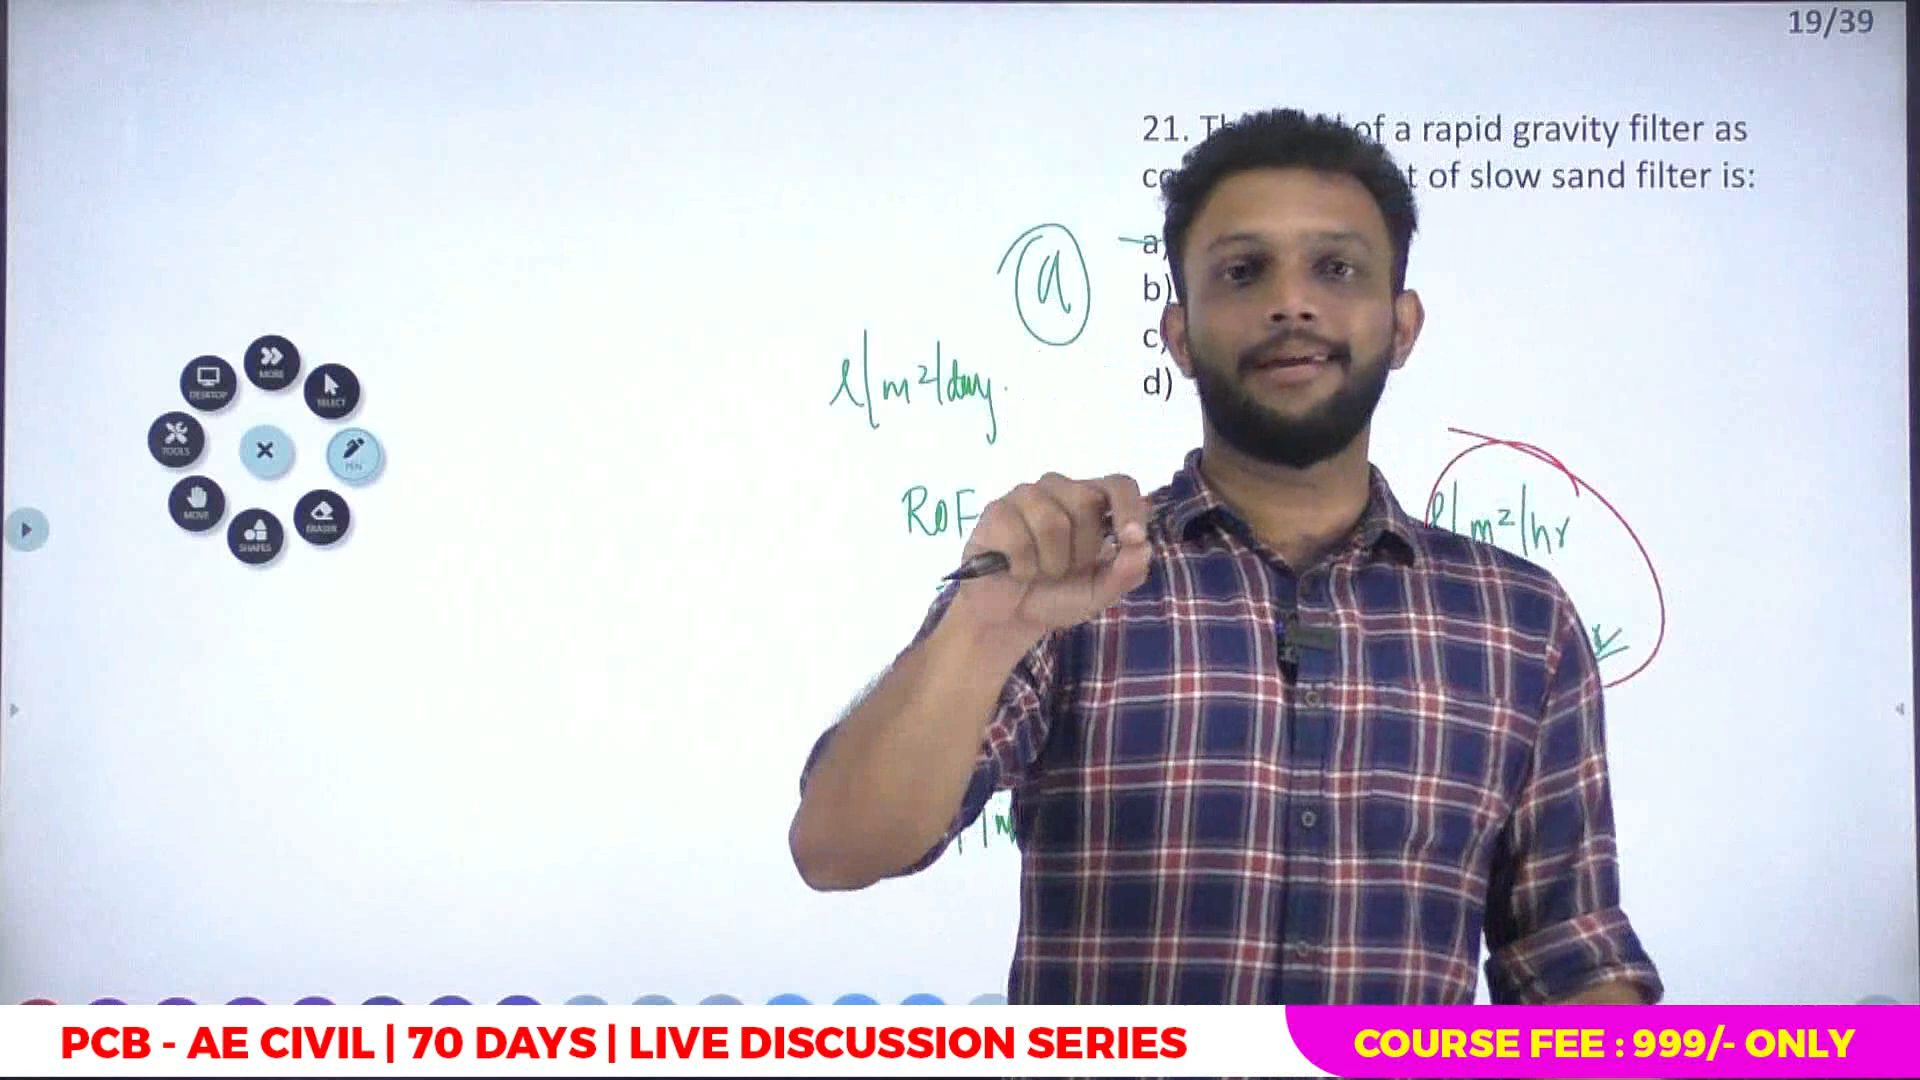 19/39
21. of a rapid gravity filter as
of slow sand filter is:
a)
b)
c)
d)
a
l/m²/day.
ROF
l/m²/hr
MORE
DESKTOP
SELECT
TOOLS
PEN
MOVE
ERASER
SHAPES
PCB - AE CIVIL | 70 DAYS | LIVE DISCUSSION SERIES
COURSE FEE : 999/- ONLY